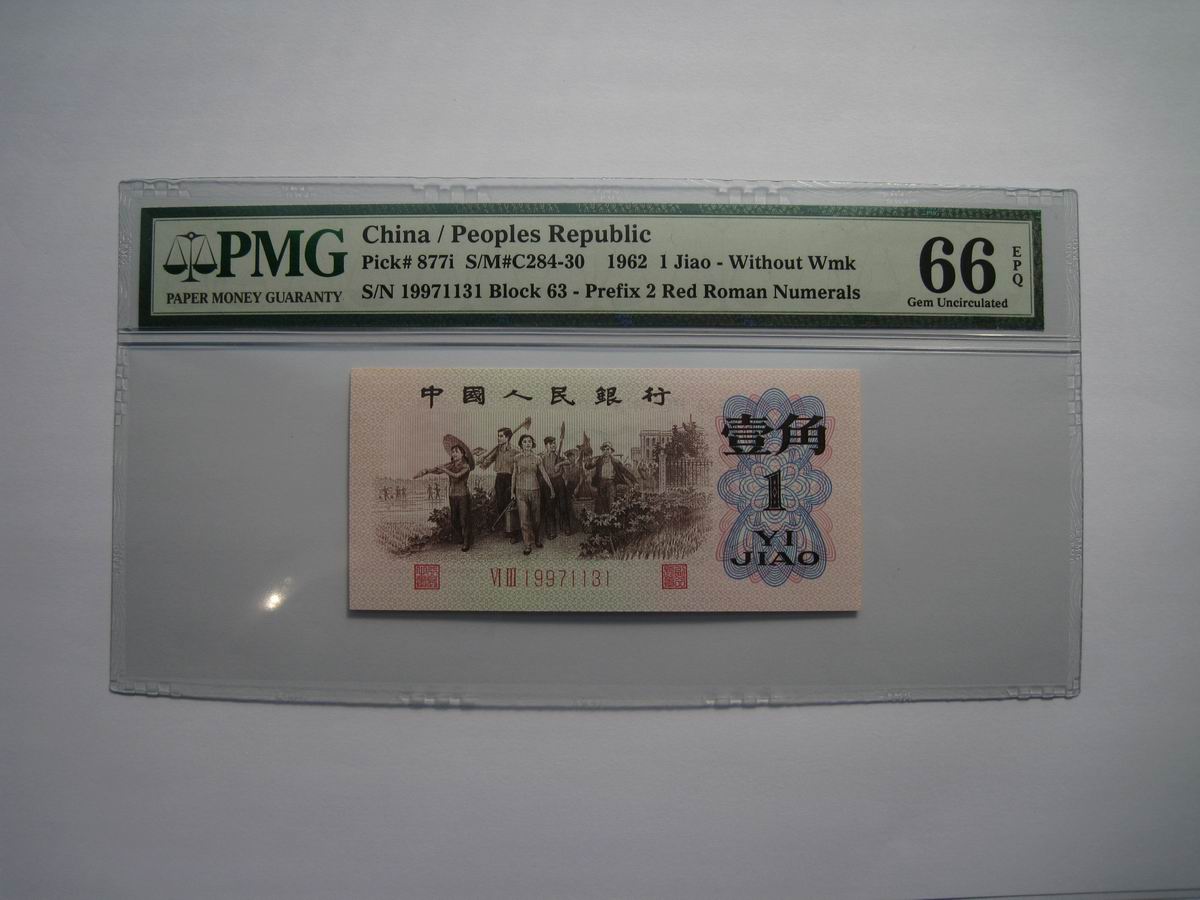 PMG
PAPER MONEY GUARANTY
China / Peoples Republic
Pick# 877i S/M#C284-30 1962 1 Jiao - Without Wmk
S/N 19971131 Block 63 - Prefix 2 Red Roman Numerals
66
EPQ
Gem Uncirculated
中國人民銀行
壹角
1
YI
JIAO
VI III 19971131